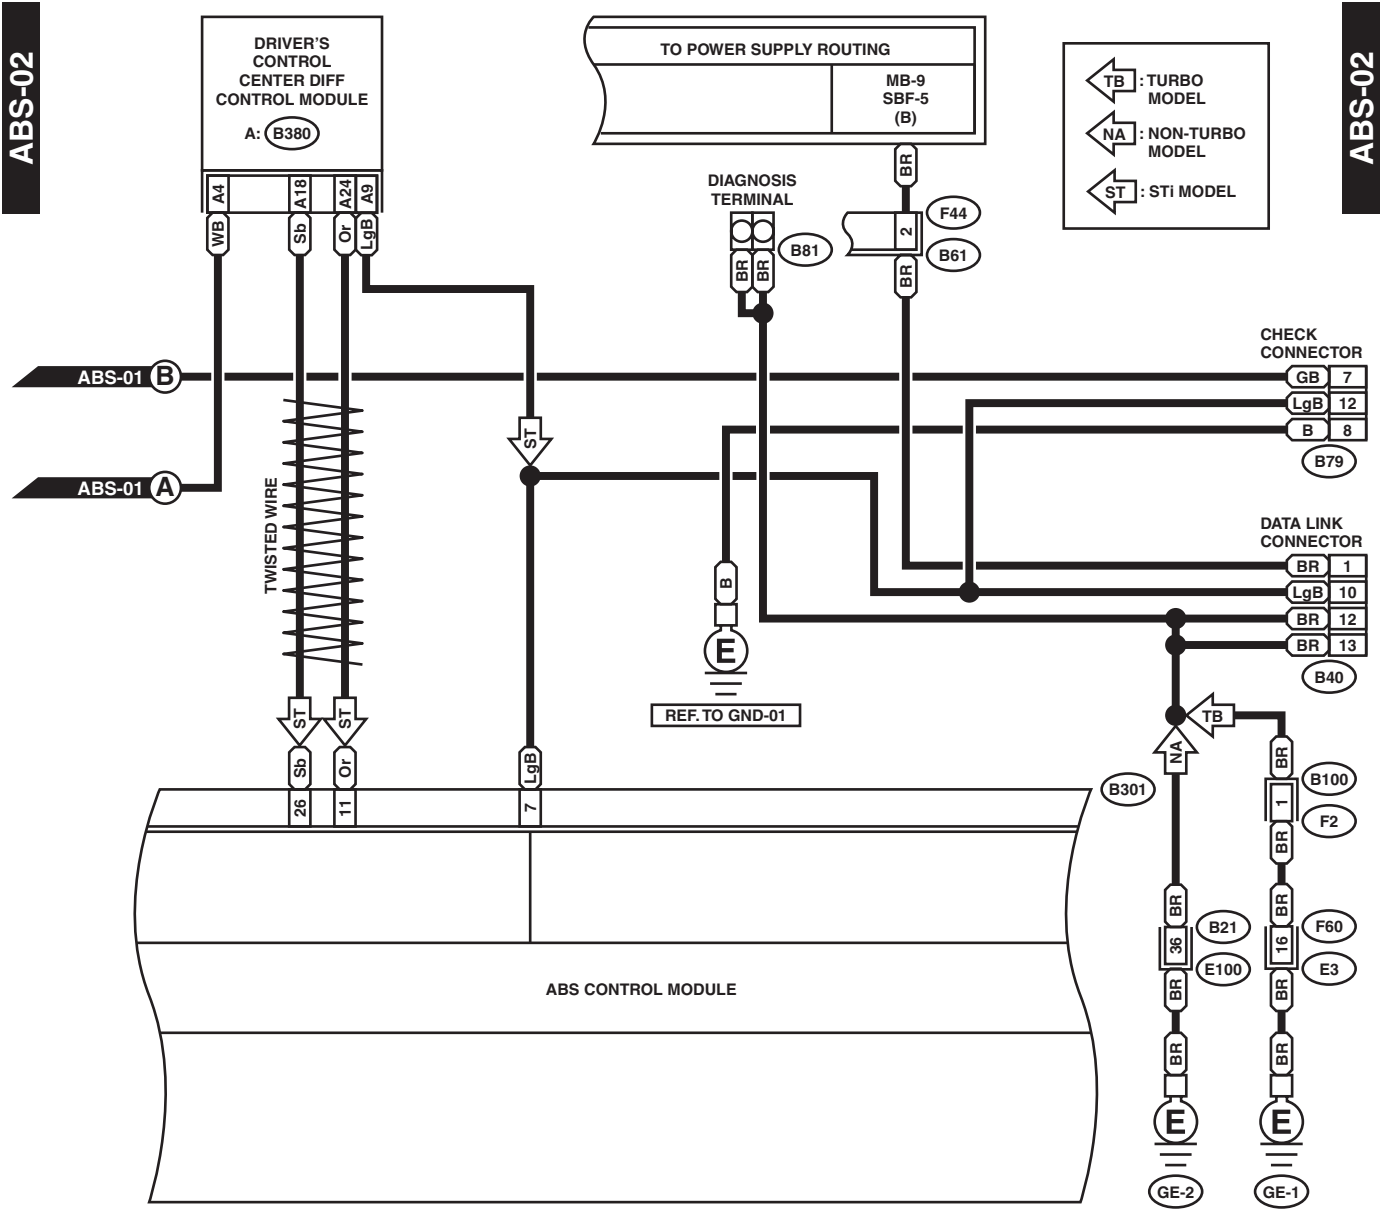 ABS-02
ABS-02
DRIVER'S
CONTROL
CENTER DIFF
CONTROL MODULE
A: B380
A4
A18
A24
A9
WB
Sb
Or
LgB
TO POWER SUPPLY ROUTING
MB-9
SBF-5
(B)
BR
2
F44
B61
BR
TB : TURBO
MODEL
NA : NON-TURBO
MODEL
ST : STi MODEL
DIAGNOSIS
TERMINAL
B81
BR
BR
ABS-01 B
ABS-01 A
TWISTED WIRE
ST
CHECK
CONNECTOR
GB 7
LgB 12
B 8
B79
DATA LINK
CONNECTOR
BR 1
LgB 10
BR 12
BR 13
B40
B
E
REF. TO GND-01
ST
ST
Sb
Or
LgB
26
11
7
B301
ABS CONTROL MODULE
TB
NA
BR
1
B100
F2
BR
BR
36
B21
E100
BR
BR
E
GE-2
BR
16
F60
E3
BR
BR
E
GE-1